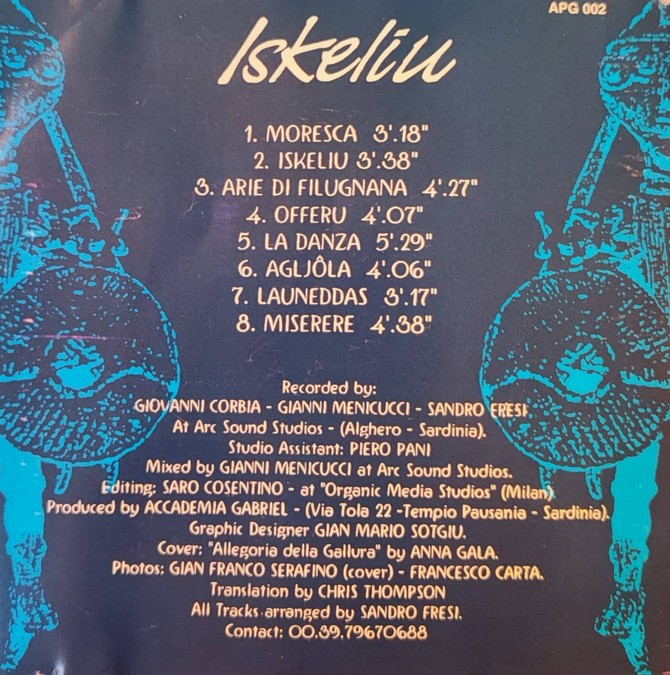 APG 002
Iskeliu
1. MORESCA 3'.18"
2. ISKELIU 3'.38"
3. ARIE DI FILUGNANA 4'.27"
4. OFFERU 4'.07"
5. LA DANZA 5'.29"
6. AGLJÔLA 4'.06"
7. LAUNEDDAS 3'.17"
8. MISERERE 4'.38"
Recorded by:
GIOVANNI CORBIA - GIANNI MENICUCCI - SANDRO FRESI
At Arc Sound Studios - (Alghero - Sardinia).
Studio Assistant: PIERO PANI
Mixed by GIANNI MENICUCCI at Arc Sound Studios.
Editing: SARO COSENTINO - at "Organic Media Studios" (Milan)
Produced by ACCADEMIA GABRIEL - (Via Tola 22 -Tempio Pausania - Sardinia).
Graphic Designer GIAN MARIO SOTGIU.
Cover: "Allegoria della Gallura" by ANNA GALA.
Photos: GIAN FRANCO SERAFINO (cover) - FRANCESCO CARTA.
Translation by CHRIS THOMPSON
All Tracks arranged by SANDRO FRESI.
Contact: 00.39.79670688